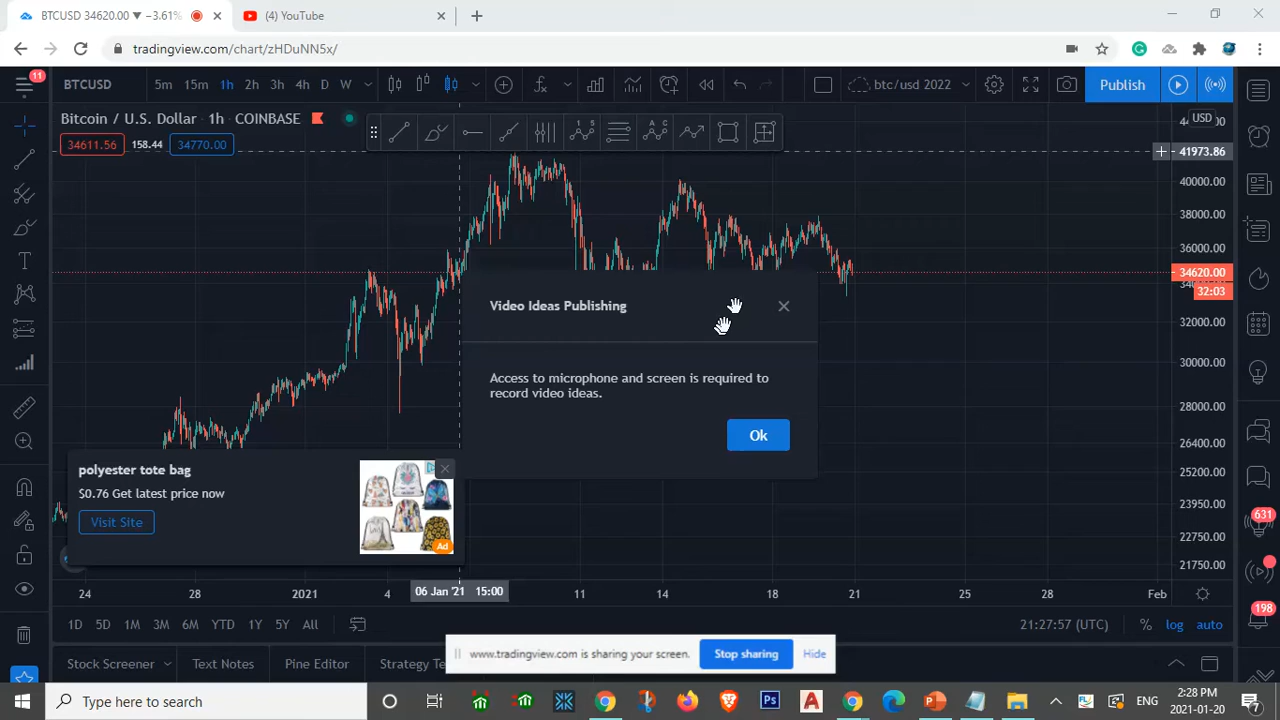 BTCUSD 34620.00 ▼ −3.61%
(4) YouTube
tradingview.com/chart/zHDuNN5x/
11
BTCUSD 5m 15m 1h 2h 3h 4h D W btc/usd 2022 Publish
Bitcoin / U.S. Dollar · 1h · COINBASE
USD
34611.56 158.44 34770.00
41973.86
40000.00
38000.00
36000.00
34620.00
32:03
32000.00
30000.00
28000.00
26400.00
25200.00
23950.00
22750.00
21750.00
Video Ideas Publishing
Access to microphone and screen is required to
record video ideas.
Ok
polyester tote bag
$0.76 Get latest price now
Visit Site
Ad
631
198
24 28 2021 4 06 Jan '21 15:00 11 14 18 21 25 28 Feb
1D 5D 1M 3M 6M YTD 1Y 5Y All 21:27:57 (UTC) % log auto
www.tradingview.com is sharing your screen. Stop sharing Hide
Stock Screener Text Notes Pine Editor Strategy Te
Type here to search
Ps
ENG
2:28 PM
2021-01-20
7